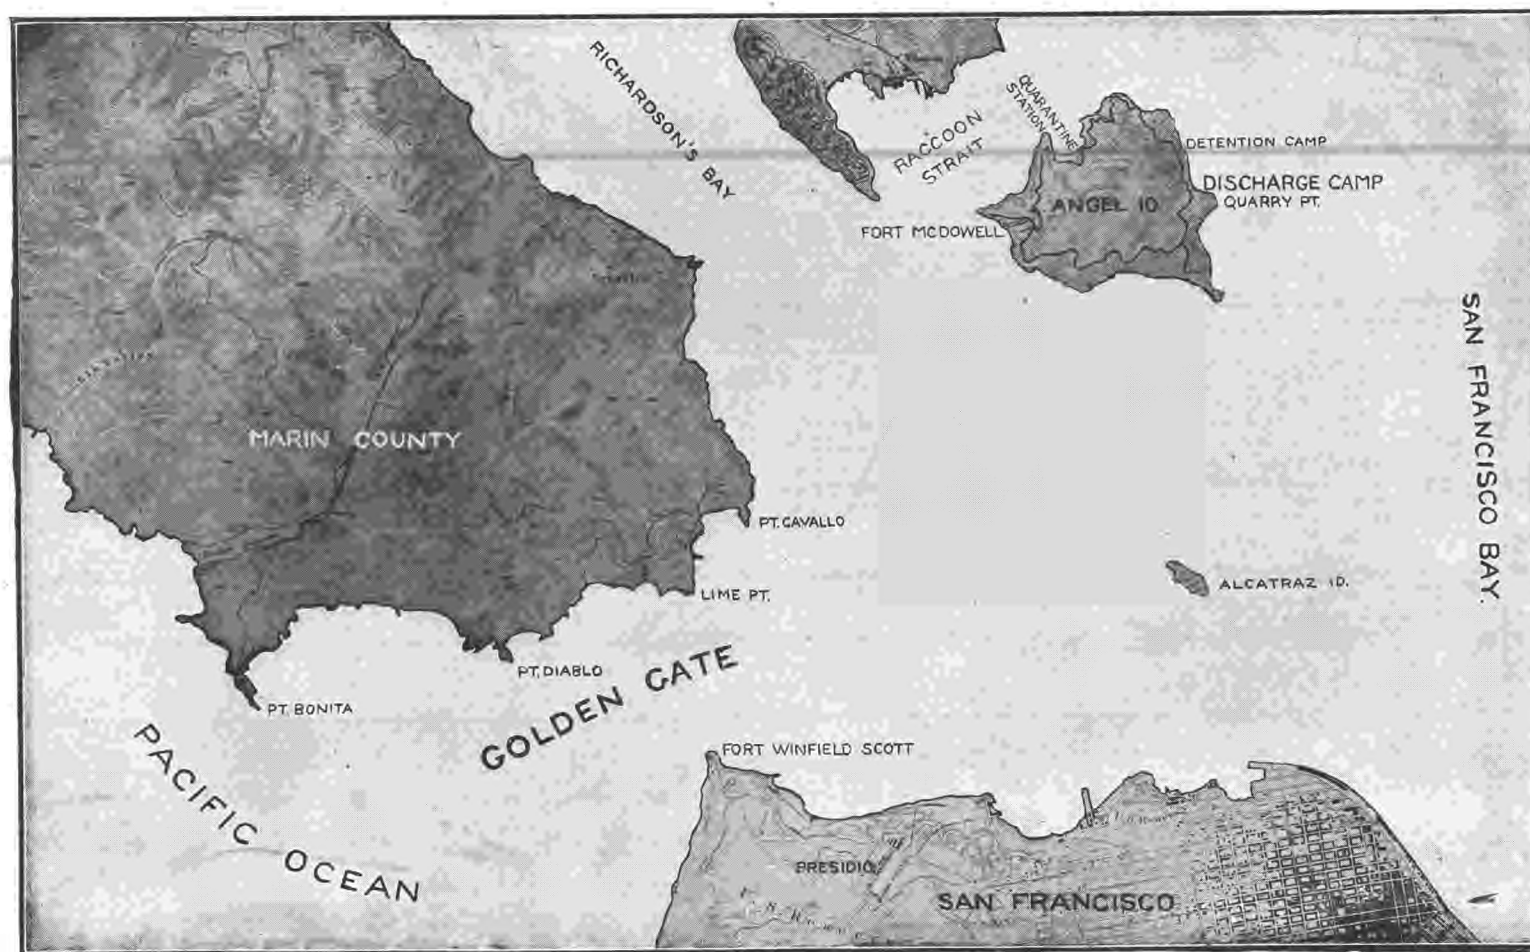 RICHARDSON'S BAY
QUARANTINE
STATION
RACCOON
STRAIT
DETENTION CAMP
DISCHARGE CAMP
QUARRY PT.
ANGEL ID
FORT MCDOWELL
SAN FRANCISCO BAY.
MARIN COUNTY
PT. CAVALLO
ALCATRAZ ID.
LIME PT.
PT. DIABLO
GOLDEN GATE
PT. BONITA
PACIFIC OCEAN
FORT WINFIELD SCOTT
PRESIDIO
SAN FRANCISCO